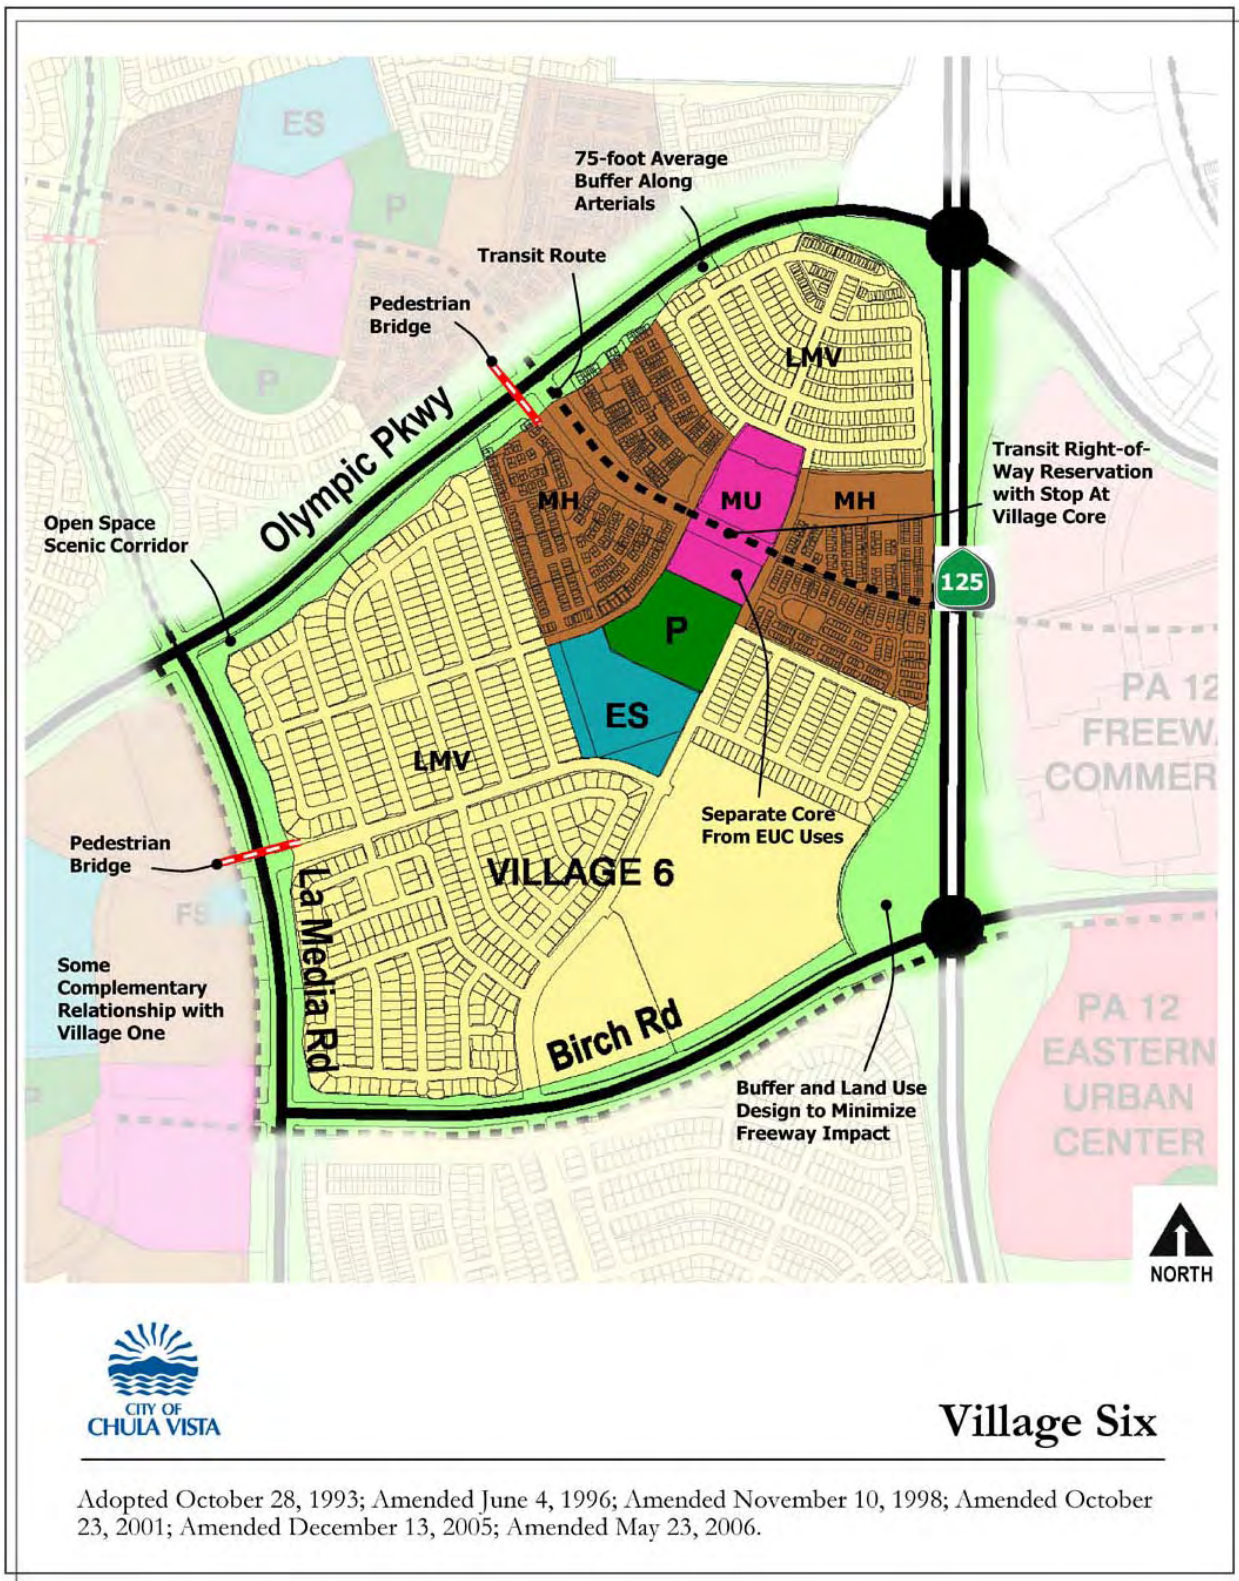 ES
P
P
75-foot Average
Buffer Along
Arterials
Transit Route
Pedestrian
Bridge
LMV
Olympic Pkwy
Transit Right-of-
Way Reservation
with Stop At
Village Core
MH
MU
MH
Open Space
Scenic Corridor
125
P
PA 12
FREEW
COMMER
ES
LMV
Separate Core
From EUC Uses
Pedestrian
Bridge
VILLAGE 6
La Media Rd
FS
Some
Complementary
Relationship with
Village One
Birch Rd
PA 12
EASTERN
URBAN
CENTER
P
Buffer and Land Use
Design to Minimize
Freeway Impact
NORTH
CITY OF
CHULA VISTA
Village Six
Adopted October 28, 1993; Amended June 4, 1996; Amended November 10, 1998; Amended October
23, 2001; Amended December 13, 2005; Amended May 23, 2006.